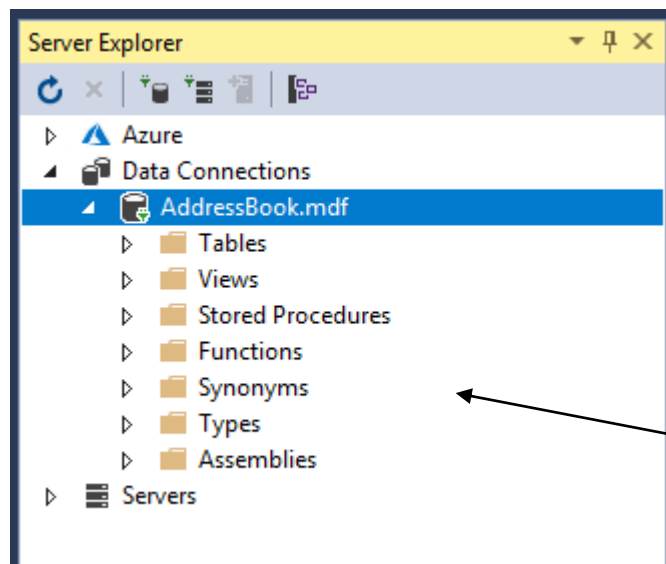 Server Explorer
Azure
Data Connections
AddressBook.mdf
Tables
Views
Stored Procedures
Functions
Synonyms
Types
Assemblies
Servers